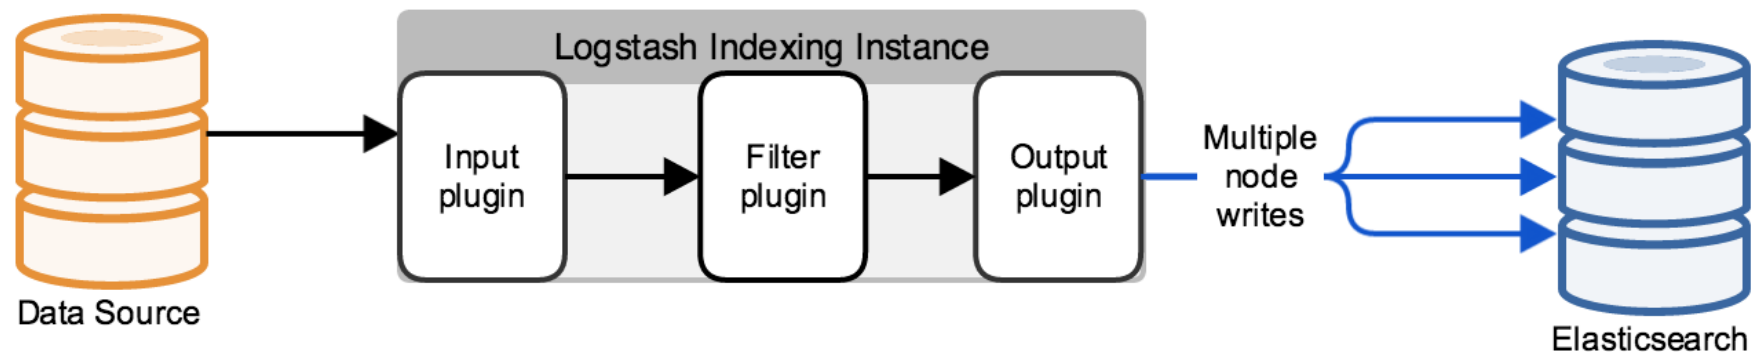 Logstash Indexing Instance
Input
plugin
Filter
plugin
Output
plugin
Multiple
node
writes
Data Source
Elasticsearch